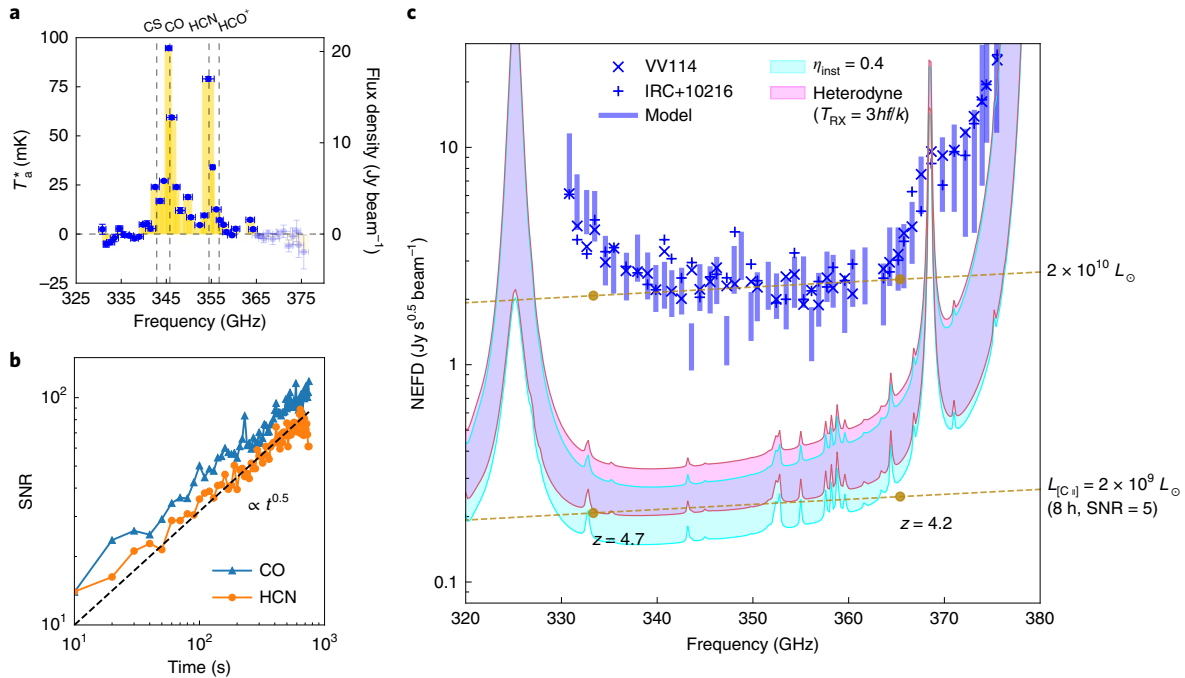 a
CS
CO
HCN
HCO⁺
100
75
50
25
0
−25
20
10
0
T*a (mK)
Flux density (Jy beam⁻¹)
325
335
345
355
365
375
Frequency (GHz)
b
10²
10¹
SNR
∝ t⁰·⁵
CO
HCN
10¹
10²
10³
Time (s)
c
VV114
IRC+10216
Model
ηinst = 0.4
Heterodyne
(TRX = 3hf/k)
10
1
0.1
NEFD (Jy s⁰·⁵ beam⁻¹)
2 × 10¹⁰ L⊙
L[C II] = 2 × 10⁹ L⊙
(8 h, SNR = 5)
z = 4.7
z = 4.2
320
330
340
350
360
370
380
Frequency (GHz)